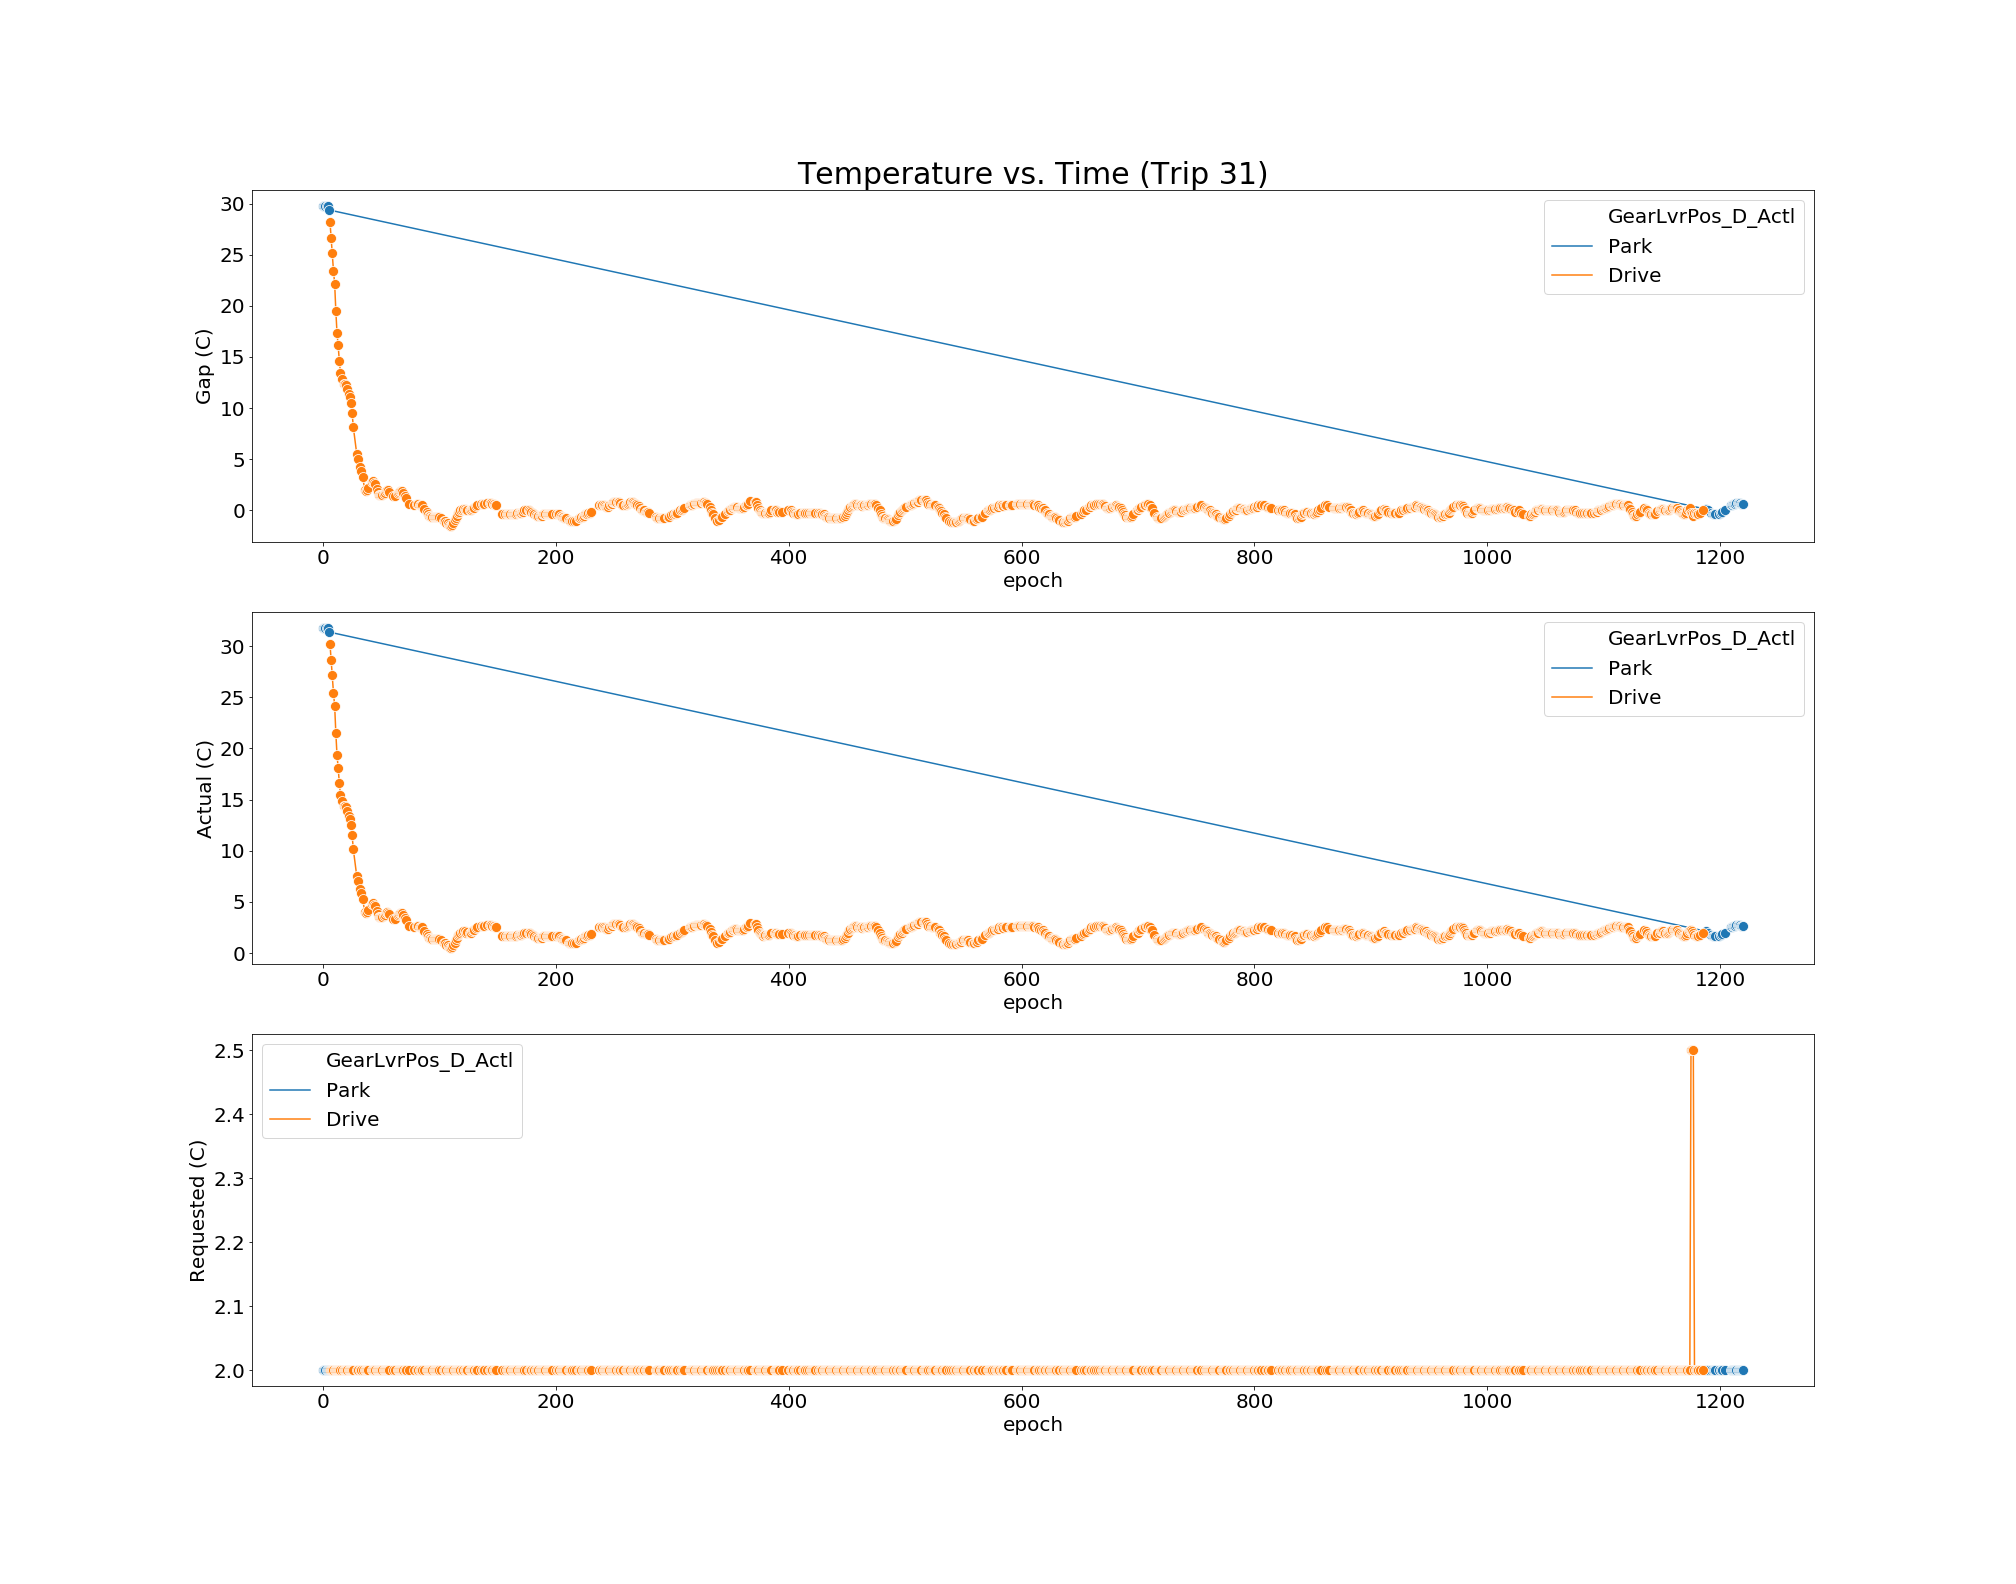 Temperature vs. Time (Trip 31)
30
25
20
15
10
5
0
Gap (C)
GearLvrPos_D_Actl
Park
Drive
0 200 400 600 800 1000 1200
epoch
30
25
20
15
10
5
0
Actual (C)
GearLvrPos_D_Actl
Park
Drive
0 200 400 600 800 1000 1200
epoch
2.5
2.4
2.3
2.2
2.1
2.0
Requested (C)
GearLvrPos_D_Actl
Park
Drive
0 200 400 600 800 1000 1200
epoch